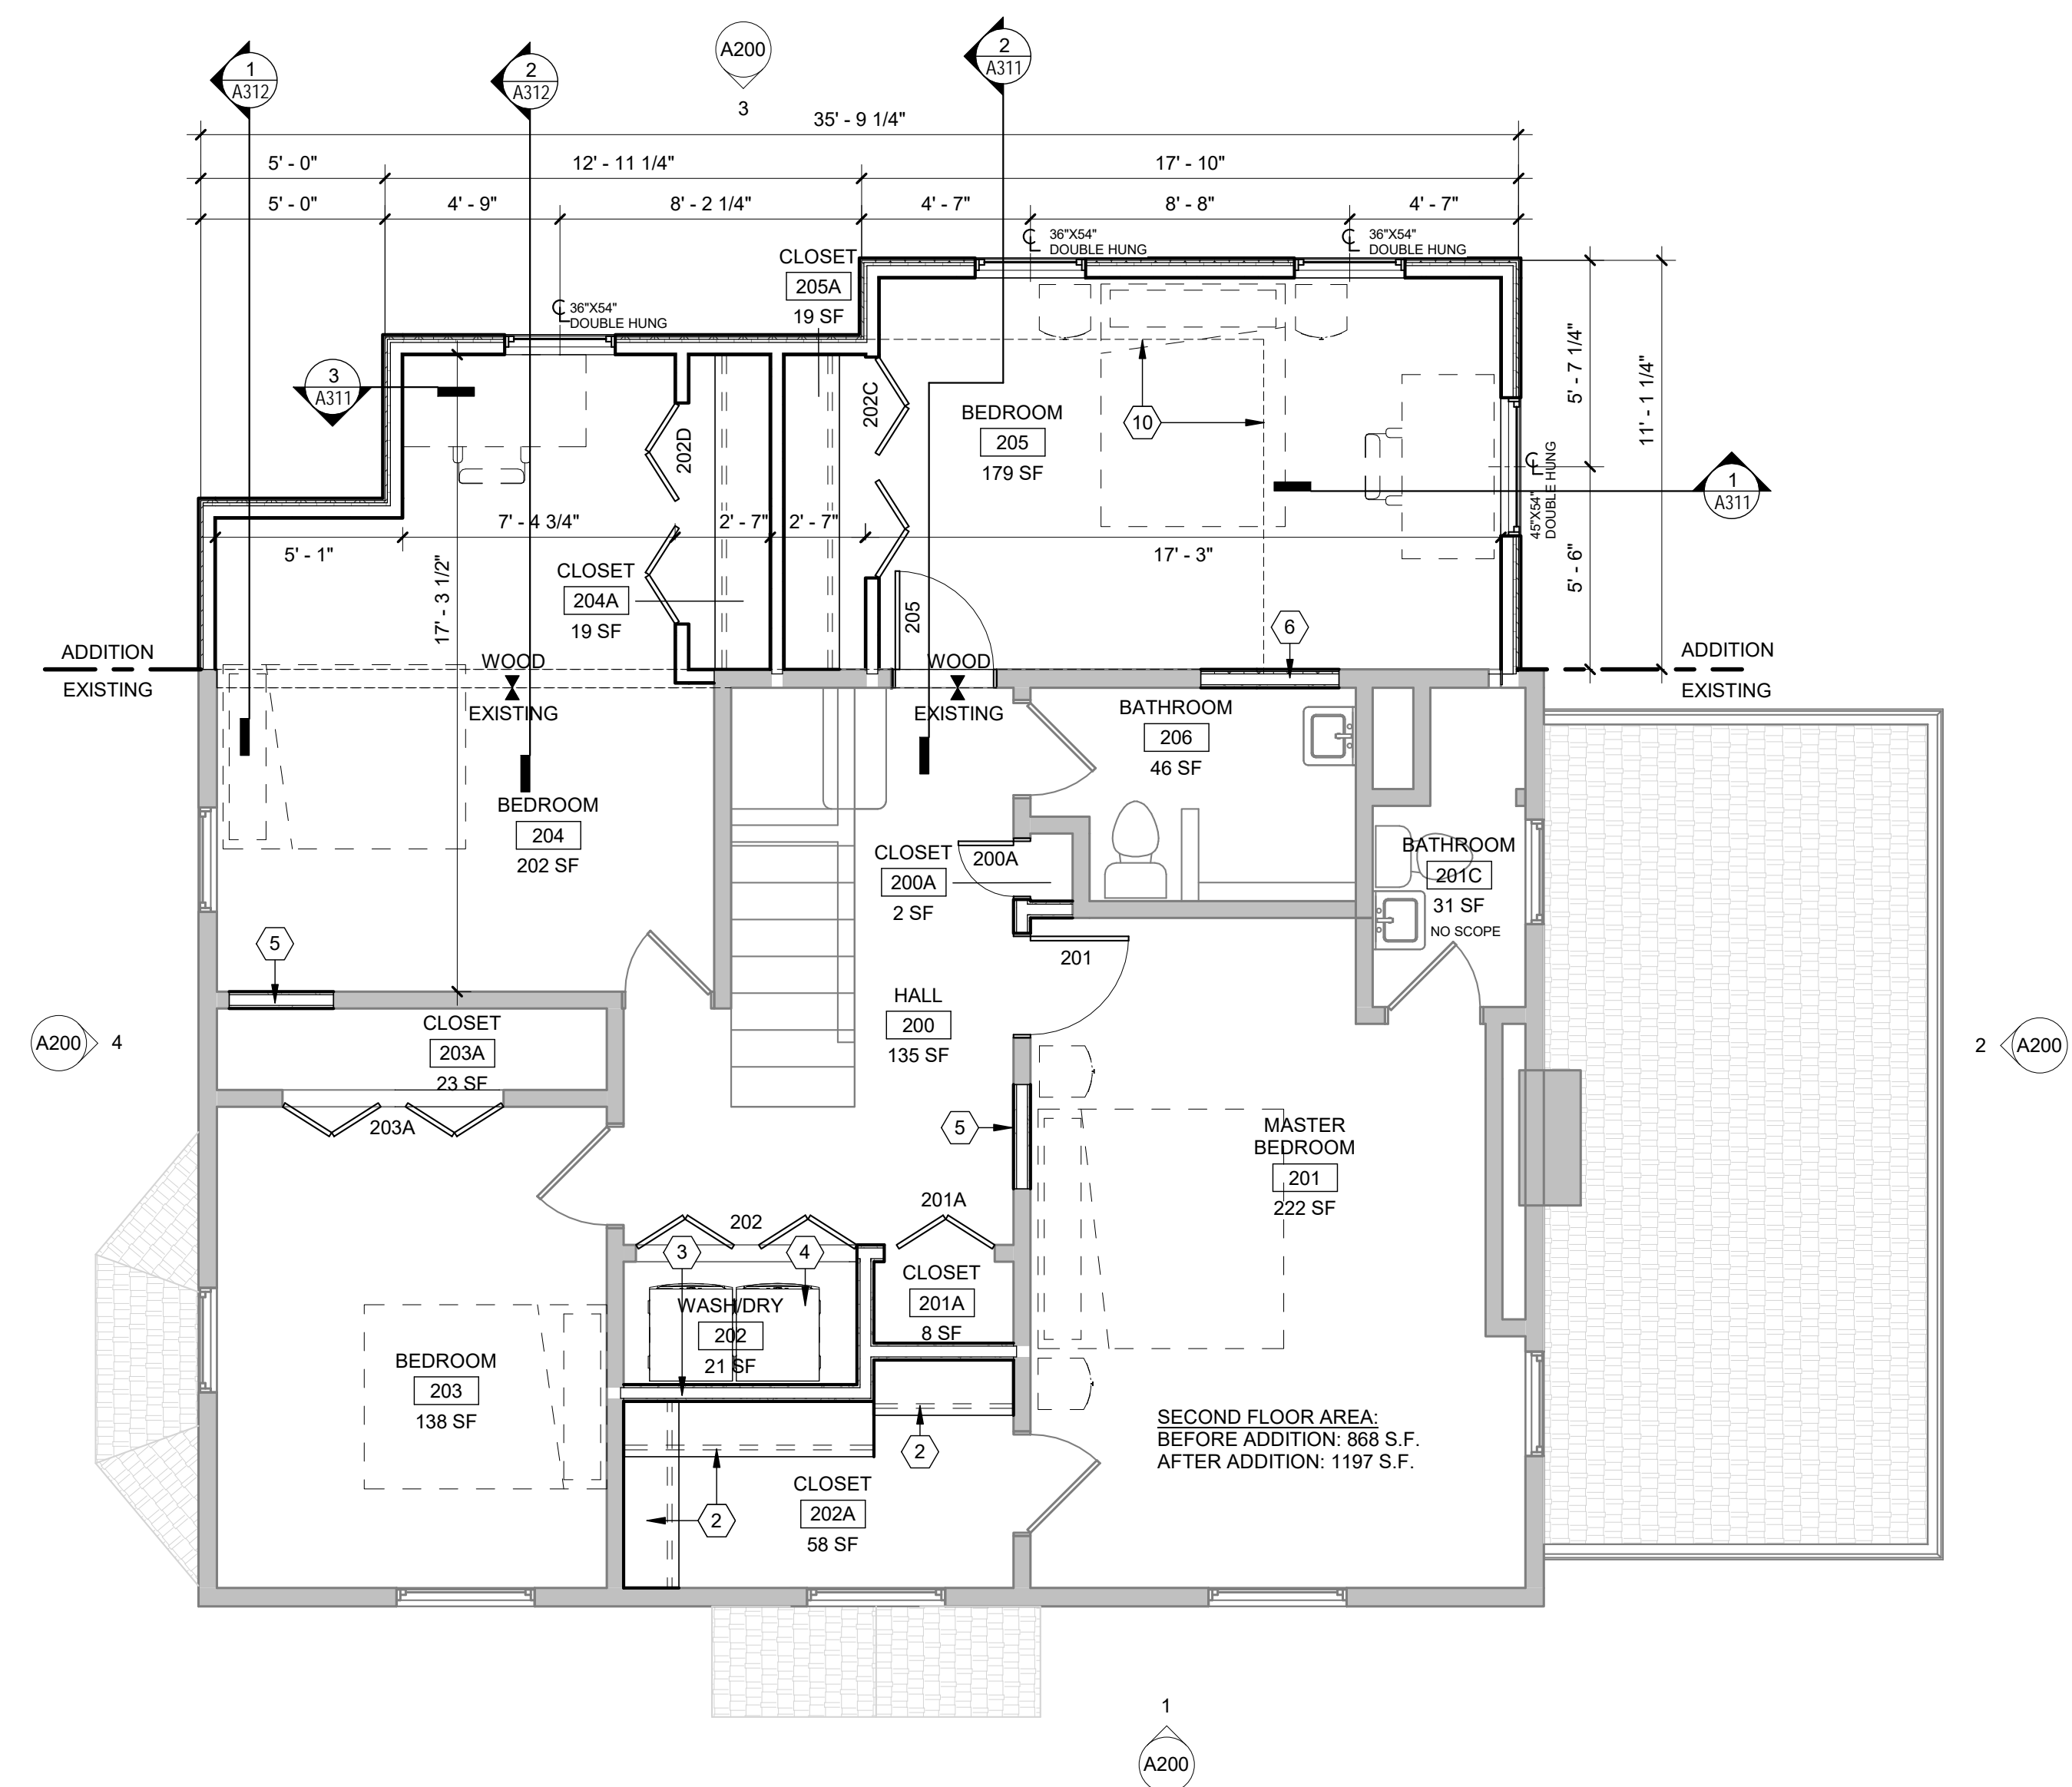 2
A311
1
A312
2
A312
A200
3
35' - 9 1/4"
5' - 0"
12' - 11 1/4"
17' - 10"
5' - 0"
4' - 9"
8' - 2 1/4"
4' - 7"
8' - 8"
4' - 7"
36"X54"
DOUBLE HUNG
36"X54"
DOUBLE HUNG
CLOSET
205A
19 SF
36"X54"
DOUBLE HUNG
3
A311
202D
202C
BEDROOM
205
179 SF
10
5' - 7 1/4"
11' - 1 1/4"
45"X54"
DOUBLE HUNG
1
A311
7' - 4 3/4"
2' - 7"
2' - 7"
5' - 1"
17' - 3"
5' - 6"
17' - 3 1/2"
CLOSET
204A
19 SF
205
6
ADDITION
EXISTING
WOOD
EXISTING
WOOD
EXISTING
ADDITION
EXISTING
BATHROOM
206
46 SF
BEDROOM
204
202 SF
CLOSET
200A
2 SF
200A
BATHROOM
201C
31 SF
NO SCOPE
5
201
HALL
200
135 SF
A200
4
CLOSET
203A
23 SF
2
A200
203A
5
MASTER
BEDROOM
201
222 SF
202
201A
3
4
CLOSET
201A
8 SF
WASH/DRY
202
21 SF
BEDROOM
203
138 SF
2
SECOND FLOOR AREA:
BEFORE ADDITION: 868 S.F.
AFTER ADDITION: 1197 S.F.
CLOSET
202A
58 SF
2
1
A200